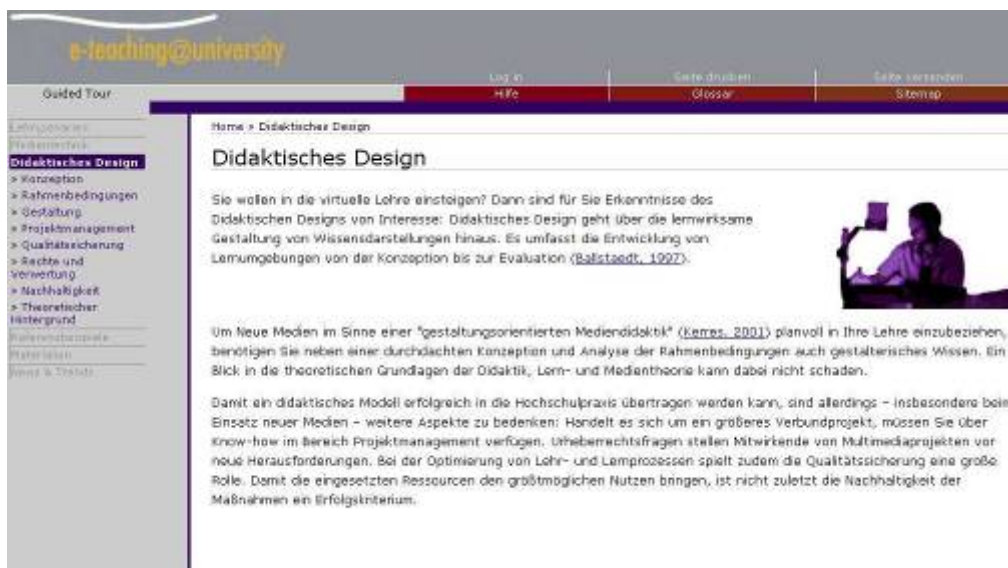 e-teaching@university
Log in
Seite drucken
Seite versenden
Guided Tour
Hilfe
Glossar
Sitemap
Lehrszenarien
Medientechnik
Didaktisches Design
» Konzeption
» Rahmenbedingungen
» Gestaltung
» Projektmanagement
» Qualitätssicherung
» Rechte und
Verwertung
» Nachhaltigkeit
» Theoretischer
Hintergrund
Referenzbeispiele
Materialien
News & Trends
Home » Didaktisches Design
Didaktisches Design
Sie wollen in die virtuelle Lehre einsteigen? Dann sind für Sie Erkenntnisse des
Didaktischen Designs von Interesse: Didaktisches Design geht über die lernwirksame
Gestaltung von Wissensdarstellungen hinaus. Es umfasst die Entwicklung von
Lernumgebungen von der Konzeption bis zur Evaluation (Ballstaedt, 1997).
Um Neue Medien im Sinne einer "gestaltungsorientierten Mediendidaktik" (Kerres, 2001) planvoll in Ihre Lehre einzubeziehen,
benötigen Sie neben einer durchdachten Konzeption und Analyse der Rahmenbedingungen auch gestalterisches Wissen. Ein
Blick in die theoretischen Grundlagen der Didaktik, Lern- und Medientheorie kann dabei nicht
schaden.
Damit ein didaktisches Modell erfolgreich in die Hochschulpraxis übertragen werden kann, sind allerdings – insbesondere beim
Einsatz neuer Medien – weitere Aspekte zu bedenken: Handelt es sich um ein größeres Verbundprojekt, müssen Sie über
Know-how im Bereich Projektmanagement verfügen. Urheberrechtsfragen stellen Mitwirkende von Multimediaprojekten vor
neue Herausforderungen. Bei der Optimierung von Lehr- und Lernprozessen spielt zudem die Qualitätssicherung eine große
Rolle. Damit die eingesetzten Ressourcen den größtmöglichen Nutzen bringen, ist nicht zuletzt die Nachhaltigkeit der
Maßnahmen ein Erfolgskriterium.